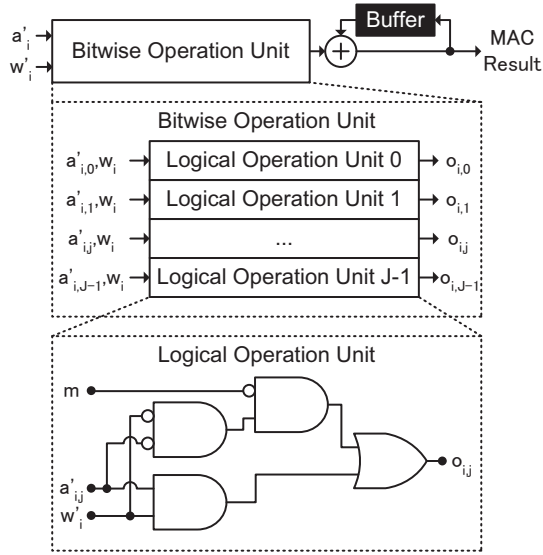 Buffer
a'i
w'i
Bitwise Operation Unit
+
MAC
Result
Bitwise Operation Unit
a'i,0,wi
Logical Operation Unit 0
oi,0
a'i,1,wi
Logical Operation Unit 1
oi,1
a'i,j,wi
...
oi,j
a'i,J-1,wi
Logical Operation Unit J-1
oi,J-1
Logical Operation Unit
m
a'i,j
w'i
oi,j